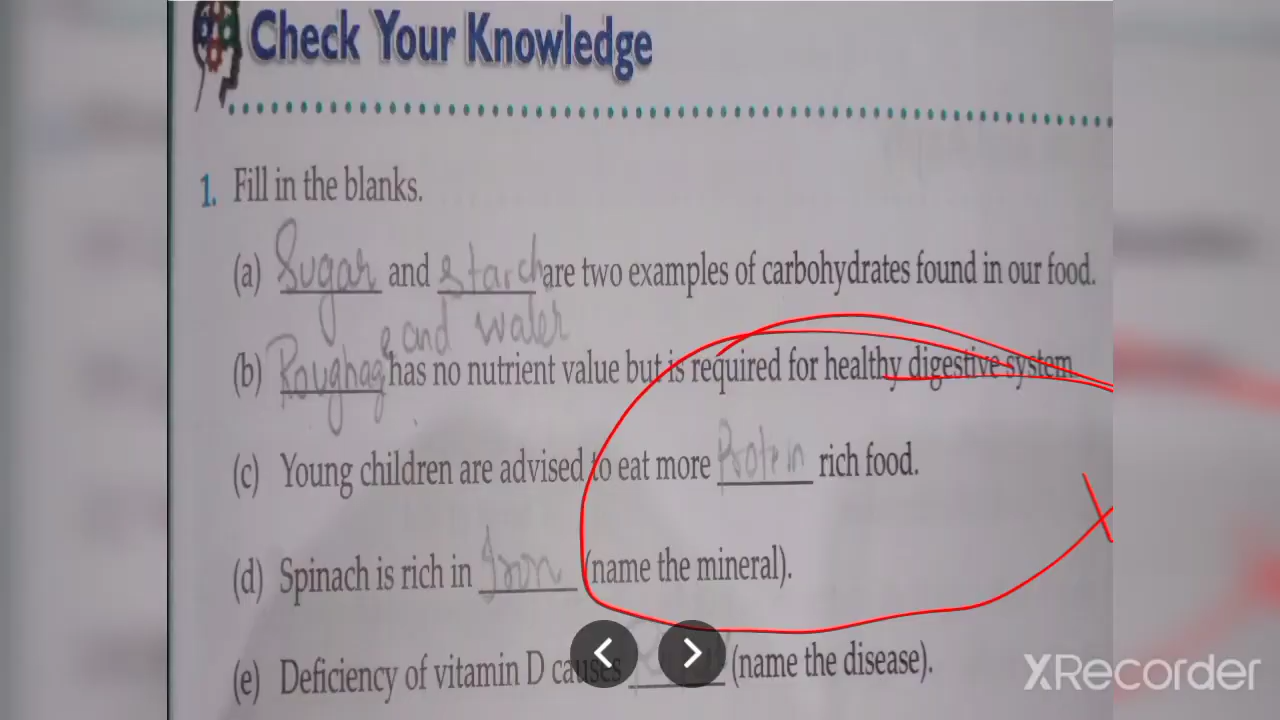 Check Your Knowledge
1. Fill in the blanks.
(a) Sugar and starch are two examples of carbohydrates found in our food.
e and water
(b) Roughag has no nutrient value but is required for healthy digestive system.
(c) Young children are advised to eat more Protein rich food.
(d) Spinach is rich in Iron (name the mineral).
(e) Deficiency of vitamin D causes (name the disease).
XRecorder